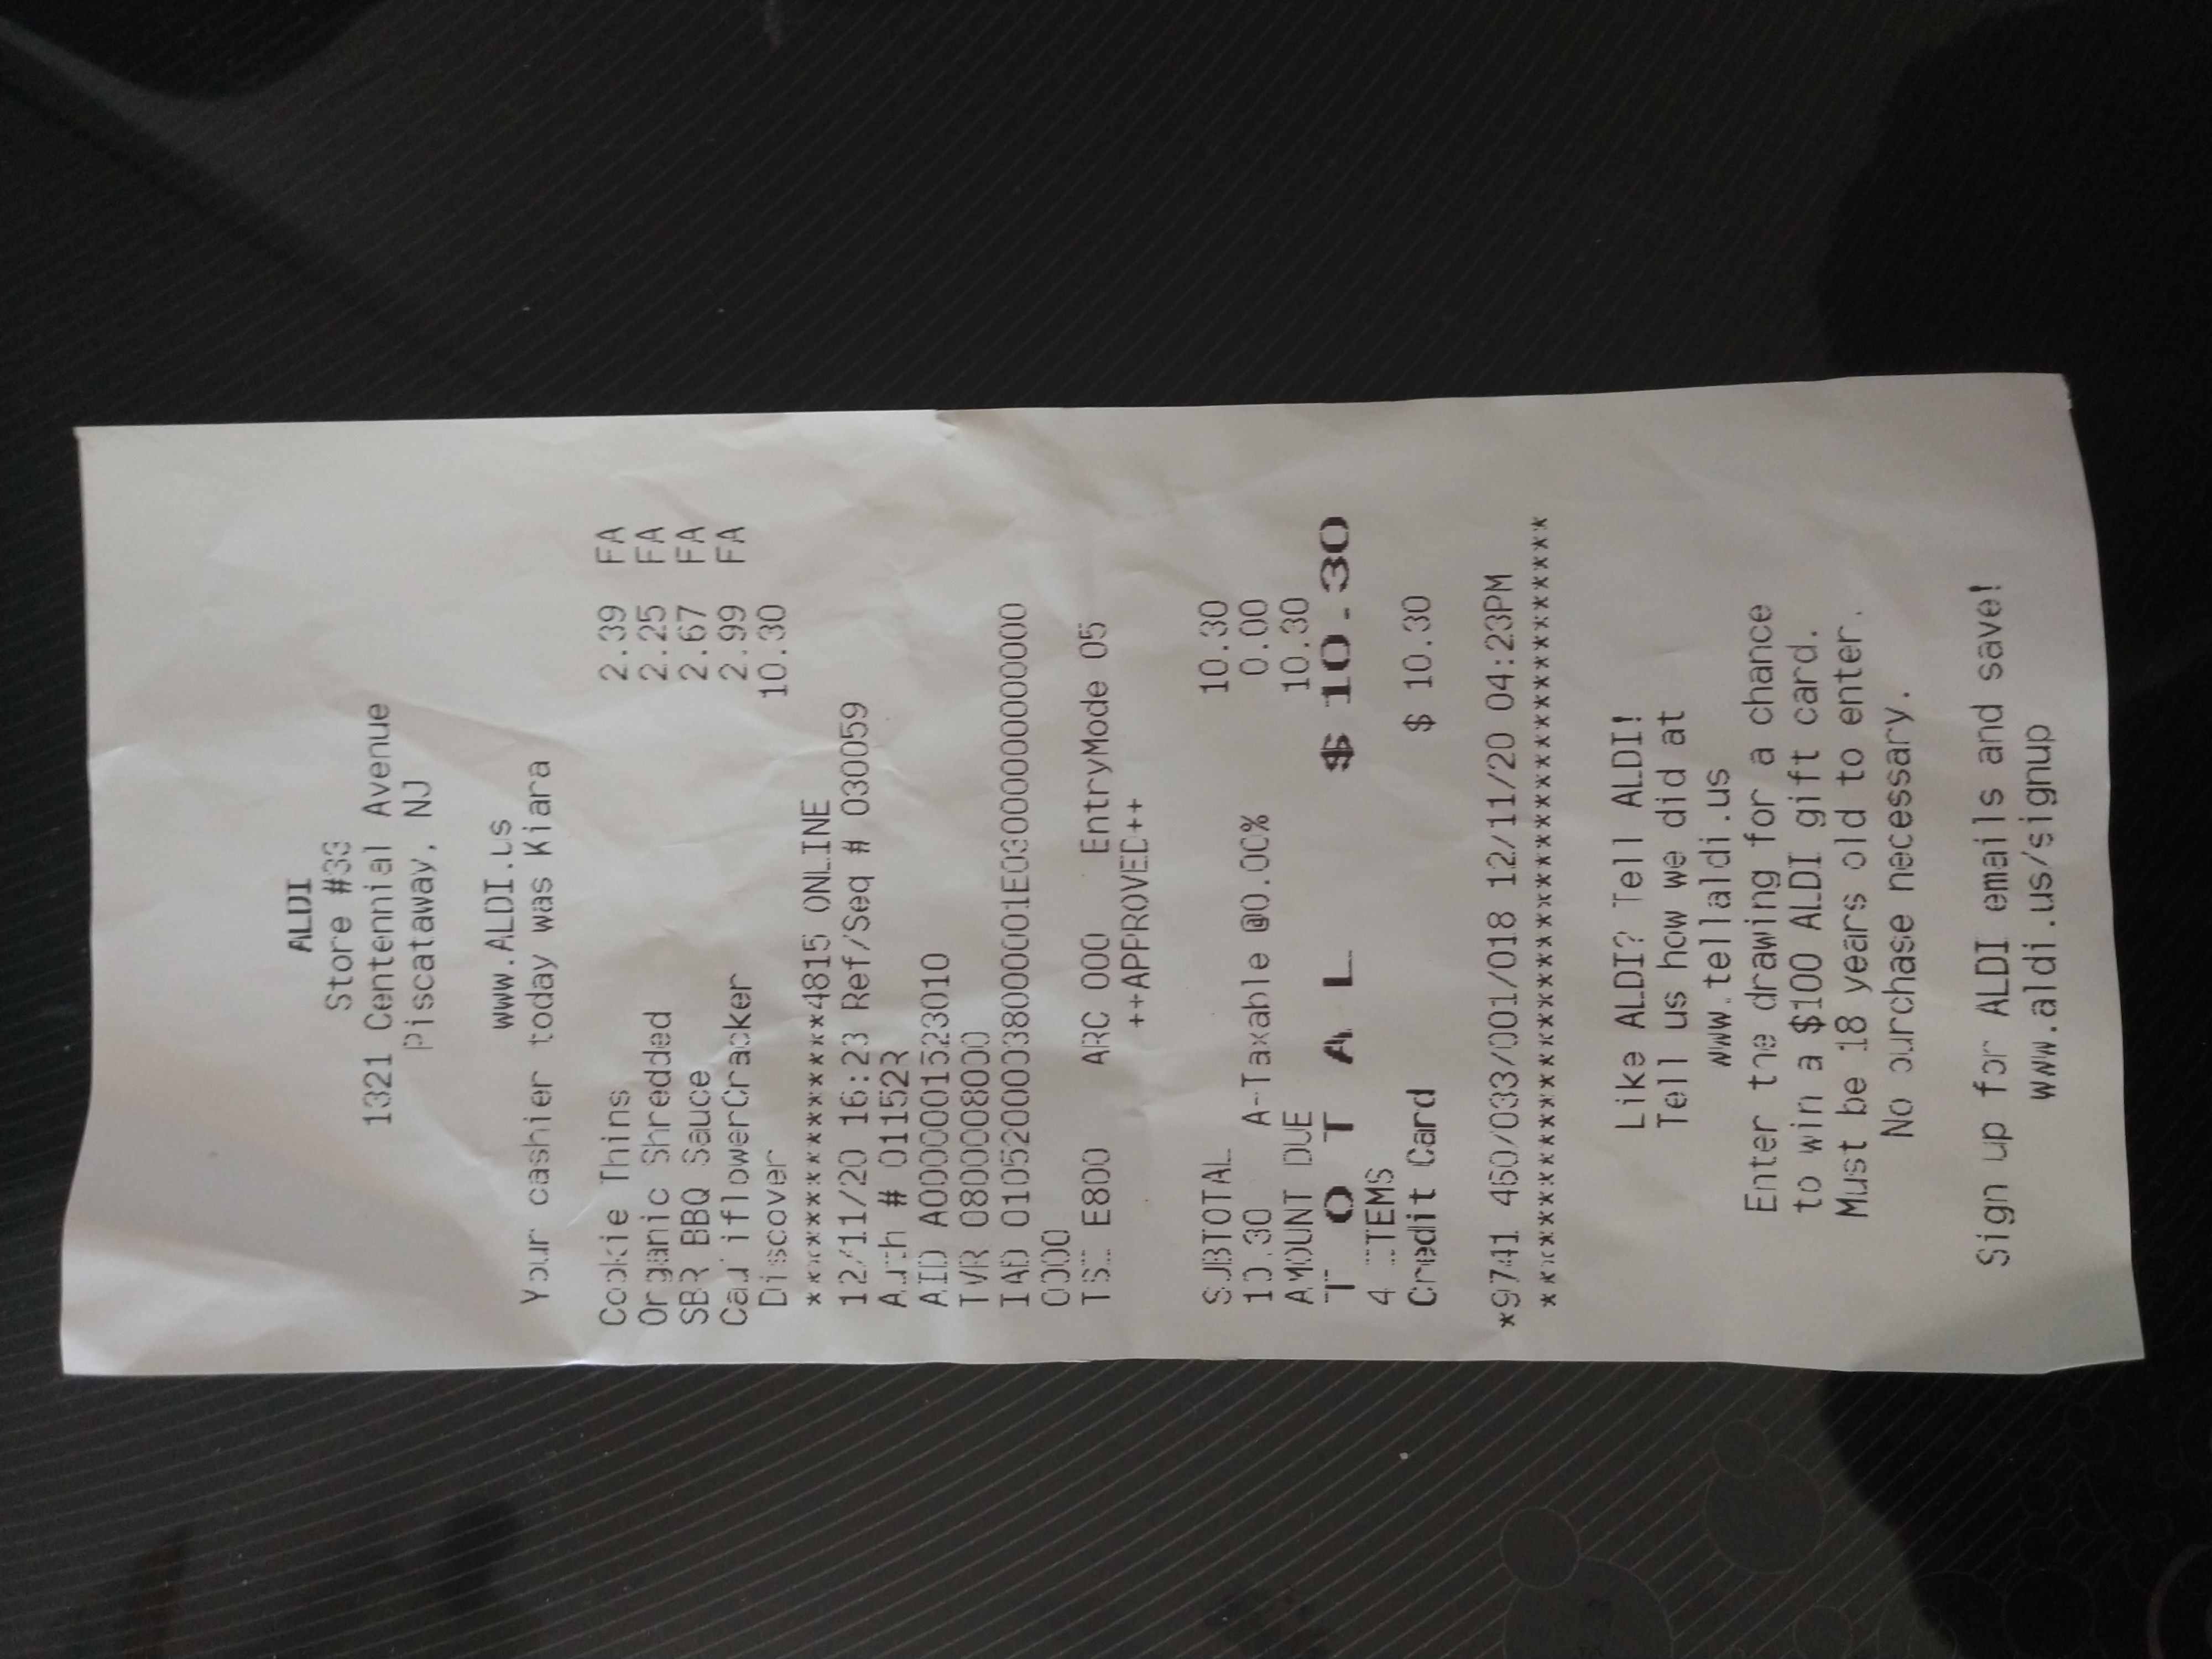 ALDI
Store #33
1321 Centennial Avenue
Piscataway, NJ
www.ALDI.us
Your cashier today was Kiara
Cookie Thins 2.39 FA
Organic Shredded 2.25 FA
SBR BBQ Sauce 2.67 FA
CauliflowerCracker 2.99 FA
Discover 10.30
***************4815 ONLINE
12/11/20 16:23 Ref/Seq # 030059
Auth # 01152R
AID A0000001523010
TVR 0800008000
IAD 01052000038000001E03000000000000
0000
TSI E800 ARC 000 EntryMode 05
++APPROVED++
SUBTOTAL 10.30
10.30 A-Taxable @0.00% 0.00
AMOUNT DUE 10.30
T O T A L $ 10.30
4 ITEMS
Credit Card $ 10.30
*9741 460/033/001/018 12/11/20 04:23PM
****************************************
Like ALDI? Tell ALDI!
Tell us how we did at
www.tellaldi.us
Enter the drawing for a chance
to win a $100 ALDI gift card.
Must be 18 years old to enter.
No purchase necessary.
Sign up for ALDI emails and save!
www.aldi.us/signup